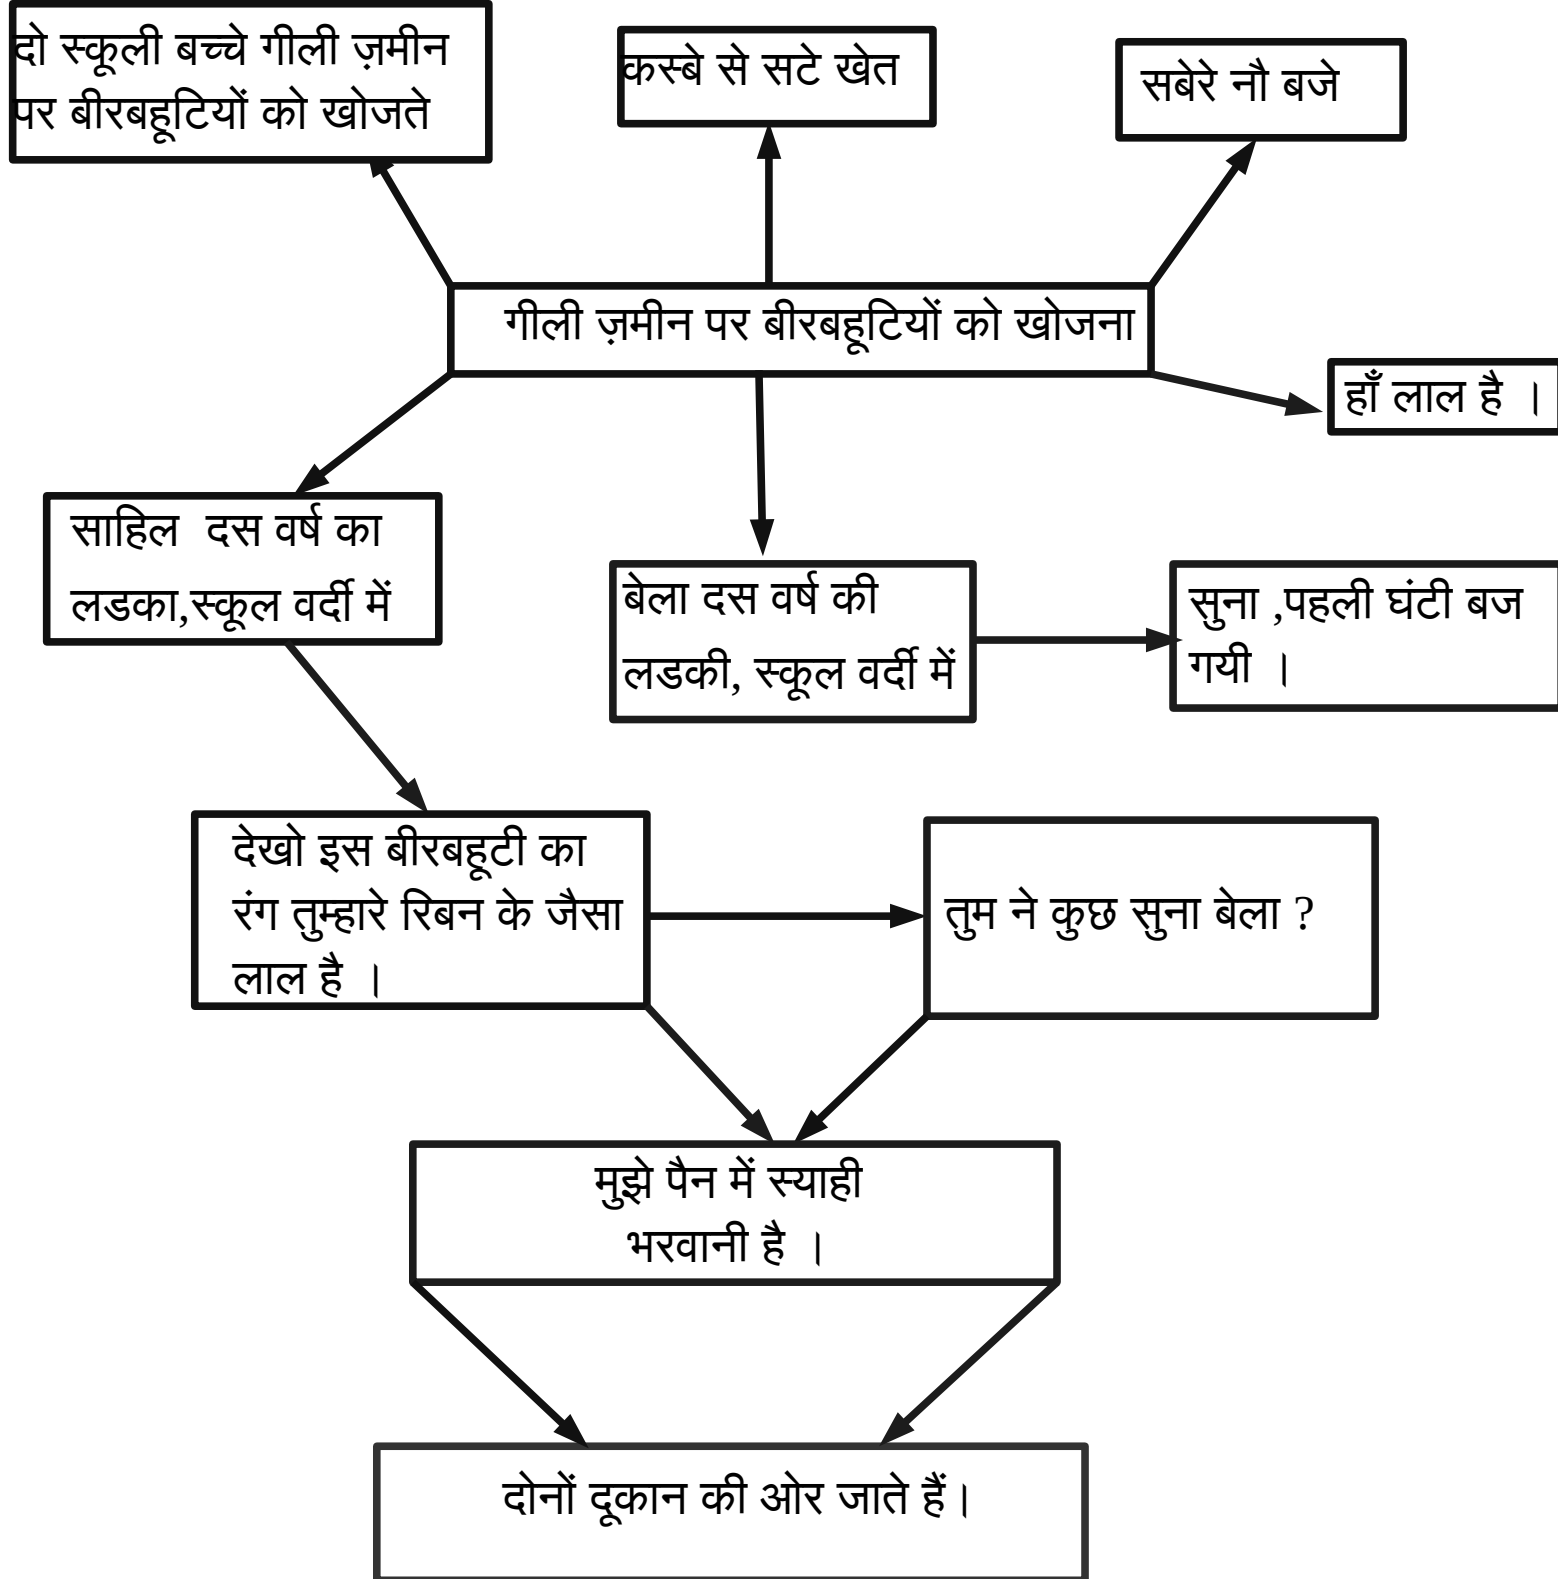 दो स्कूली बच्चे गीली ज़मीन
पर बीरबहूटियों को खोजते
कस्बे से सटे खेत
सबेरे नौ बजे
गीली ज़मीन पर बीरबहूटियों को खोजना
हाँ लाल है ।
साहिल दस वर्ष का
लडका,स्कूल वर्दी में
बेला दस वर्ष की
लडकी, स्कूल वर्दी में
सुना ,पहली घंटी बज
गयी ।
देखो इस बीरबहूटी का
रंग तुम्हारे रिबन के जैसा
लाल है ।
तुम ने कुछ सुना बेला ?
मुझे पैन में स्याही
भरवानी है ।
दोनों दूकान की ओर जाते हैं।